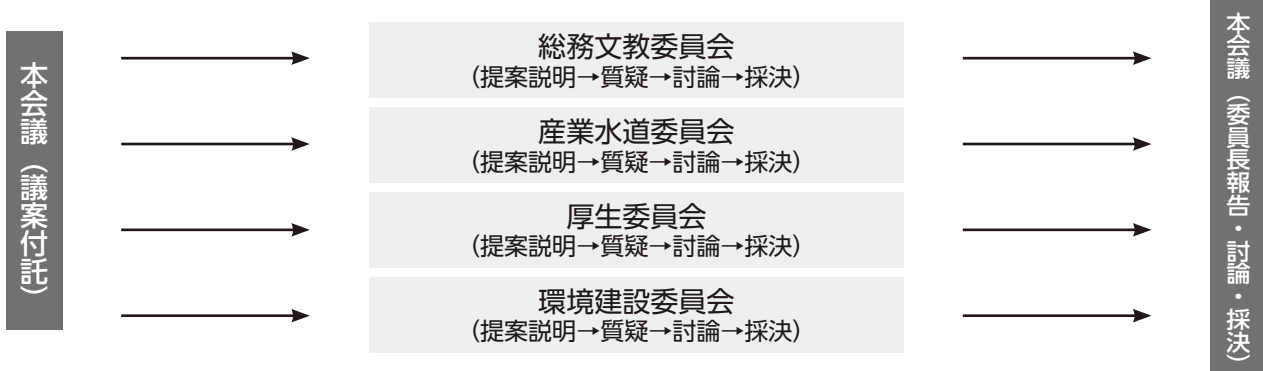 本会議（議案付託）
総務文教委員会
（提案説明→質疑→討論→採決）
産業水道委員会
（提案説明→質疑→討論→採決）
厚生委員会
（提案説明→質疑→討論→採決）
環境建設委員会
（提案説明→質疑→討論→採決）
本会議（委員長報告・討論・採決）